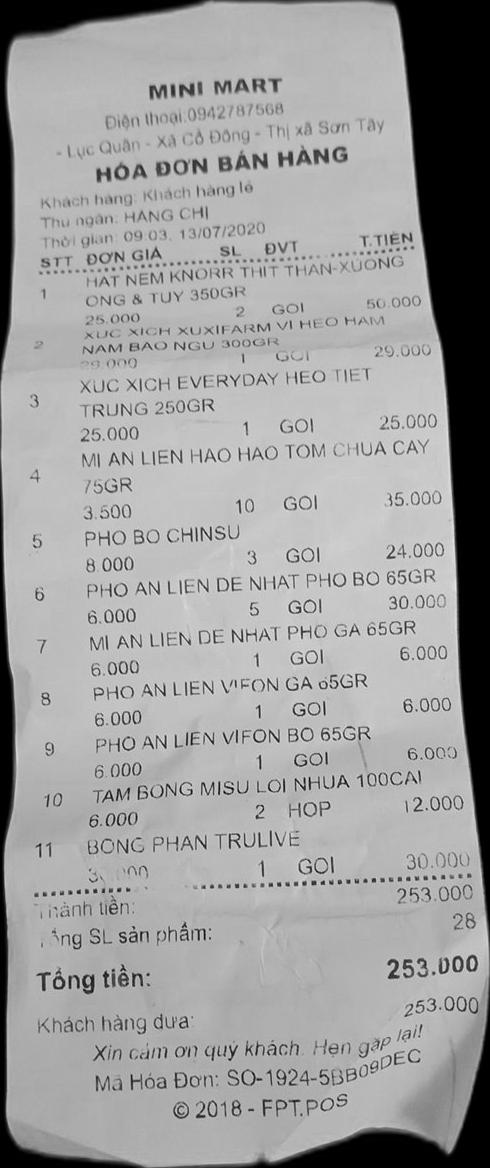 MINI MART
Điện thoại:0942787568
- Lục Quân - Xã Cổ Đông - Thị xã Sơn Tây
HÓA ĐƠN BÁN HÀNG
Khách hàng: Khách hàng lẻ
Thu ngân: HẰNG CHỊ
Thời gian: 09:03, 13/07/2020
STT ĐƠN GIÁ SL ĐVT T.TIỀN
1 HAT NEM KNORR THIT THAN-XUONG
ONG & TUY 350GR
25.000 2 GOI 50.000
2 XUC XICH XUXIFARM VI HEO HAM
NAM BAO NGU 300GR
29.000 1 GOI 29.000
3 XUC XICH EVERYDAY HEO TIET
TRUNG 250GR
25.000 1 GOI 25.000
4 MI AN LIEN HAO HAO TOM CHUA CAY
75GR
3.500 10 GOI 35.000
5 PHO BO CHINSU
8.000 3 GOI 24.000
6 PHO AN LIEN DE NHAT PHO BO 65GR
6.000 5 GOI 30.000
7 MI AN LIEN DE NHAT PHO GA 65GR
6.000 1 GOI 6.000
8 PHO AN LIEN VIFON GA 65GR
6.000 1 GOI 6.000
9 PHO AN LIEN VIFON BO 65GR
6.000 1 GOI 6.000
10 TAM BONG MISU LOI NHUA 100CAI
6.000 2 HOP 12.000
11 BONG PHAN TRULIVE
1 GOI 30.000
Thành tiền: 253.000
Tổng SL sản phẩm: 28
Tổng tiền: 253.000
Khách hàng đưa: 253.000
Xin cảm ơn quý khách. Hẹn gặp lại!
Mã Hóa Đơn: SO-1924-5BB09DEC
© 2018 - FPT.POS